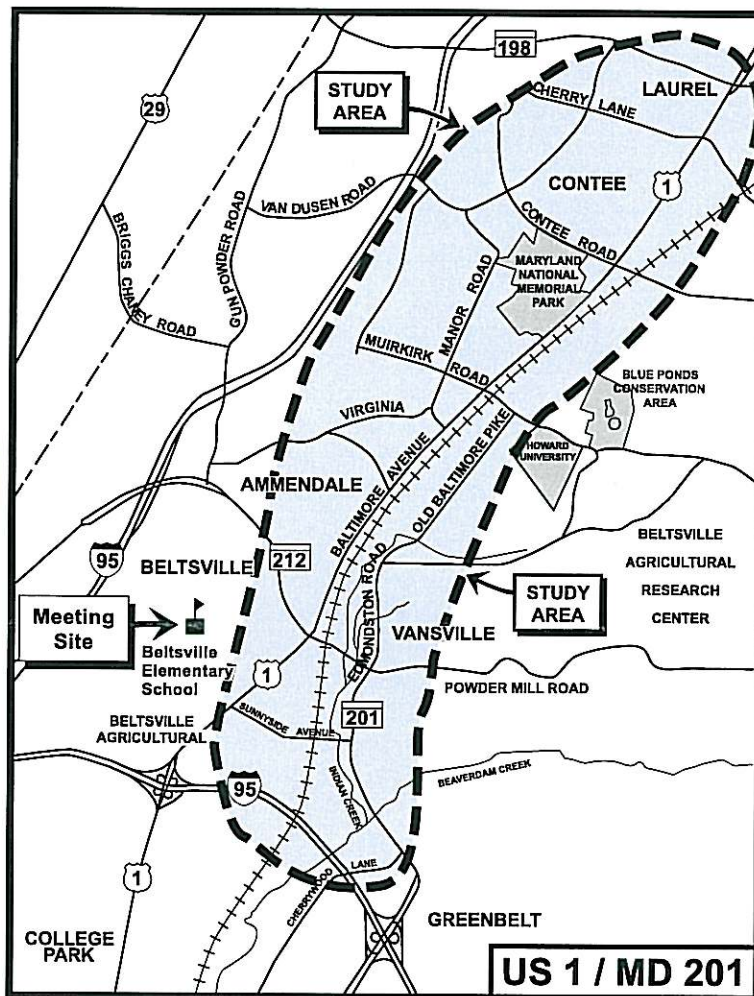 198
LAUREL
STUDY
AREA
CHERRY LANE
29
CONTEE
1
VAN DUSEN ROAD
GUN POWDER ROAD
BRIGGS CHANEY ROAD
CONTEE ROAD
MARYLAND
NATIONAL
MEMORIAL
PARK
MANOR ROAD
MUIRKIRK ROAD
BLUE PONDS
CONSERVATION
AREA
VIRGINIA
HOWARD
UNIVERSITY
BALTIMORE AVENUE
OLD BALTIMORE PIKE
AMMENDALE
95
212
BELTSVILLE
BELTSVILLE
AGRICULTURAL
RESEARCH
CENTER
EDMONDSTON ROAD
STUDY
AREA
Meeting
Site
VANSVILLE
Beltsville
Elementary
School
1
POWDER MILL ROAD
201
SUNNYSIDE AVENUE
BELTSVILLE
AGRICULTURAL
INDIAN CREEK
BEAVERDAM CREEK
95
CHERRYWOOD LANE
1
GREENBELT
COLLEGE
PARK
US 1 / MD 201